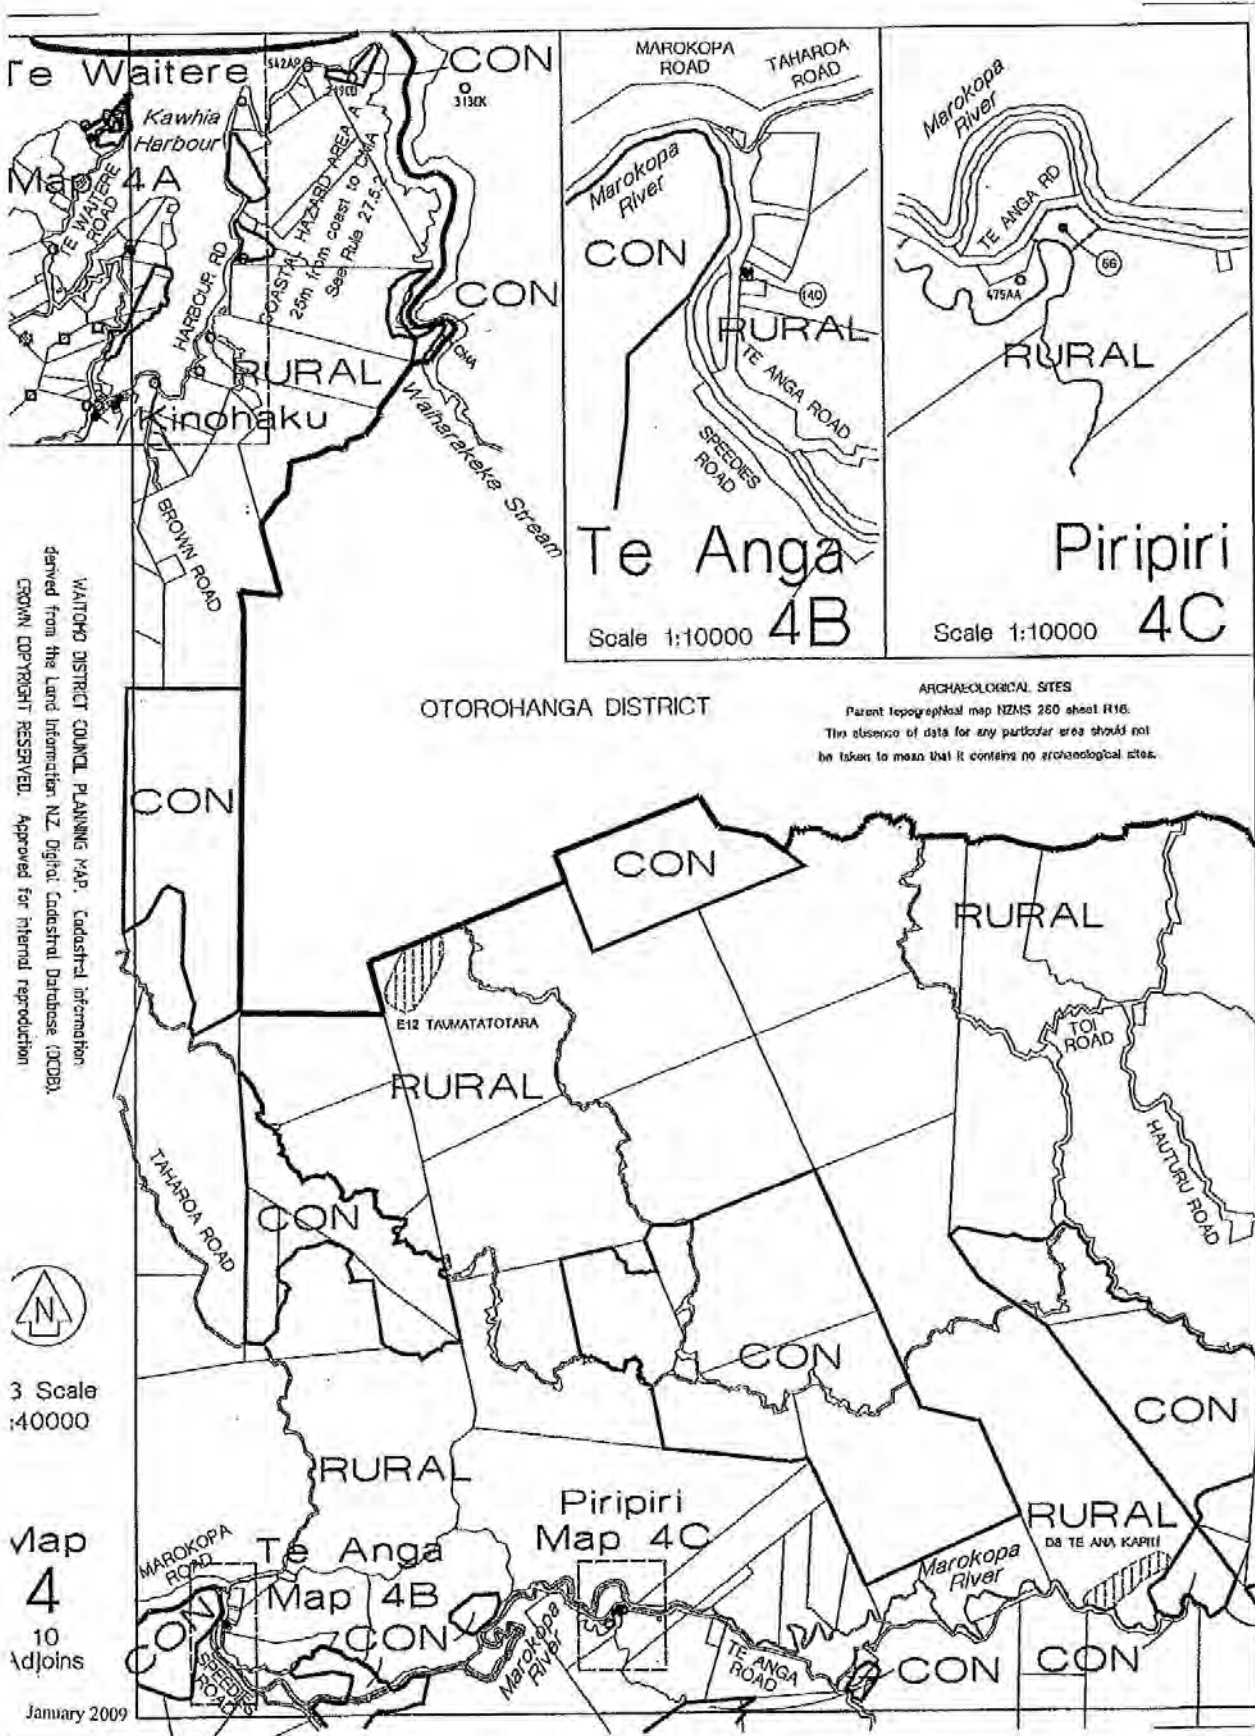 Te Waitere
542AP
CON
313CK
Kawhia
Harbour
Map 4A
TE WAITERE
ROAD
HARBOUR RD
COASTAL HAZARD AREA A
25m from coast to CMA
See Rule 27.5.2
CON
CMA
RURAL
Kinohaku
Waiharakeke Stream
BROWN ROAD
MAROKOPA
ROAD
TAHAROA
ROAD
Marokopa
River
CON
140
RURAL
TE ANGA ROAD
SPEEDIES
ROAD
Te Anga
Scale 1:10000 4B
Marokopa
River
TE ANGA RD
66
475AA
RURAL
Piripiri
Scale 1:10000 4C
WAITOMO DISTRICT COUNCIL PLANNING MAP. Cadastral information
derived from the Land Information NZ. Digital Cadastral Database (DCDB).
CROWN COPYRIGHT RESERVED. Approved for internal reproduction
OTOROHANGA DISTRICT
ARCHAEOLOGICAL SITES
Parent topographical map NZMS 260 sheet R16.
The absence of data for any particular area should not
be taken to mean that it contains no archaeological sites.
CON
CON
RURAL
E12 TAUMATATOTARA
RURAL
TOI
ROAD
HAUTURU ROAD
TAHAROA ROAD
CON
N
3 Scale
:40000
CON
CON
RURAL
Piripiri
Map 4C
RURAL
D8 TE ANA KAPITI
Map
4
10
Adjoins
MAROKOPA
ROAD
Te Anga
Map 4B
CON
CON
SPEEDIES
ROAD
Marokopa
River
TE ANGA
ROAD
Marokopa
River
CON
CON
January 2009